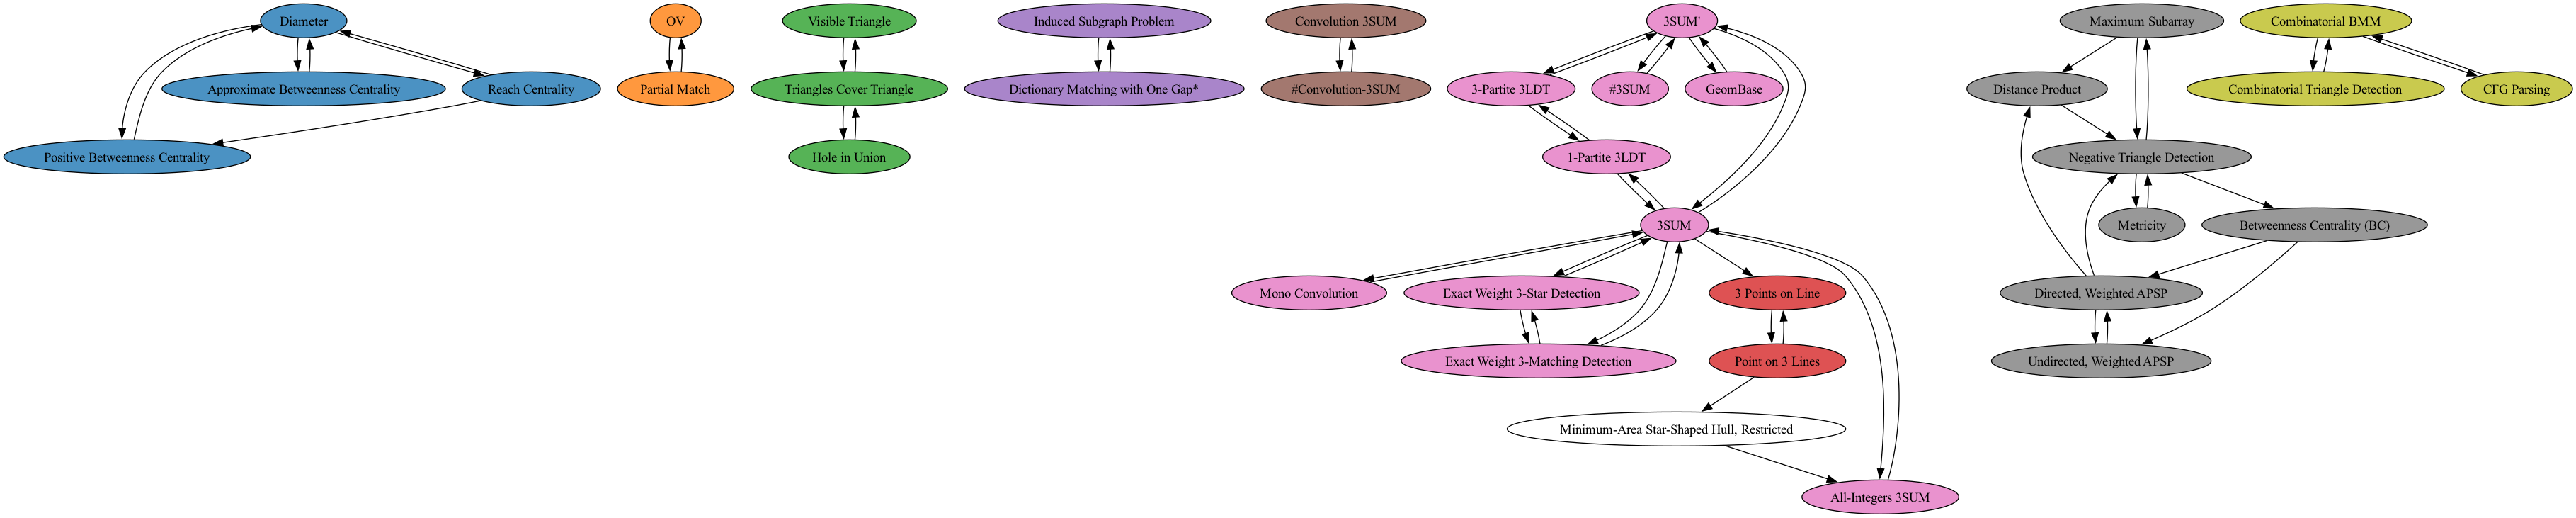 Diameter
OV
Visible Triangle
Induced Subgraph Problem
Convolution 3SUM
3SUM'
Maximum Subarray
Combinatorial BMM
Approximate Betweenness Centrality
Reach Centrality
Partial Match
Triangles Cover Triangle
Dictionary Matching with One Gap*
#Convolution-3SUM
3-Partite 3LDT
#3SUM
GeomBase
Distance Product
Combinatorial Triangle Detection
CFG Parsing
Positive Betweenness Centrality
Hole in Union
1-Partite 3LDT
Negative Triangle Detection
3SUM
Metricity
Betweenness Centrality (BC)
Mono Convolution
Exact Weight 3-Star Detection
3 Points on Line
Directed, Weighted APSP
Exact Weight 3-Matching Detection
Point on 3 Lines
Undirected, Weighted APSP
Minimum-Area Star-Shaped Hull, Restricted
All-Integers 3SUM